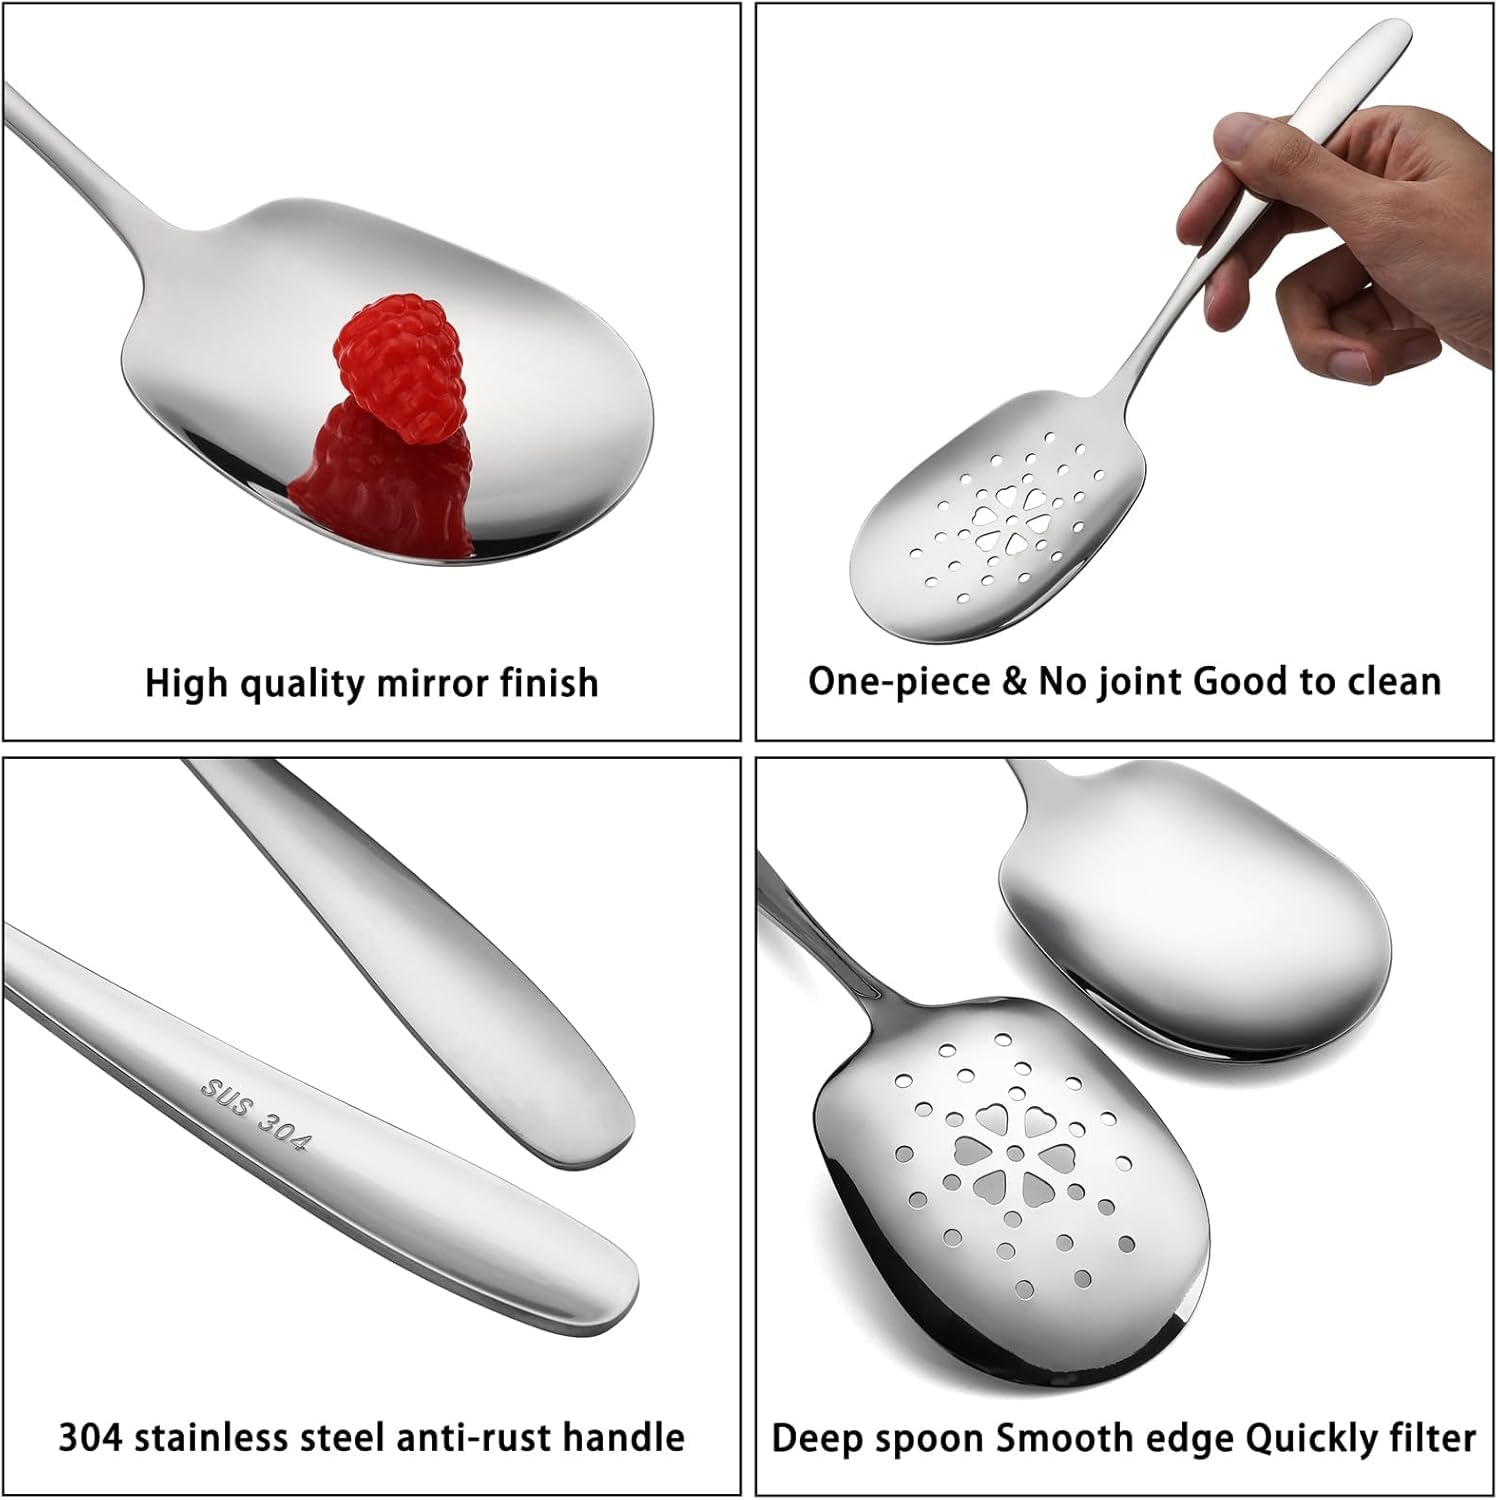 High quality mirror finish
One-piece & No joint Good to clean
SUS 304
304 stainless steel anti-rust handle
Deep spoon Smooth edge Quickly filter